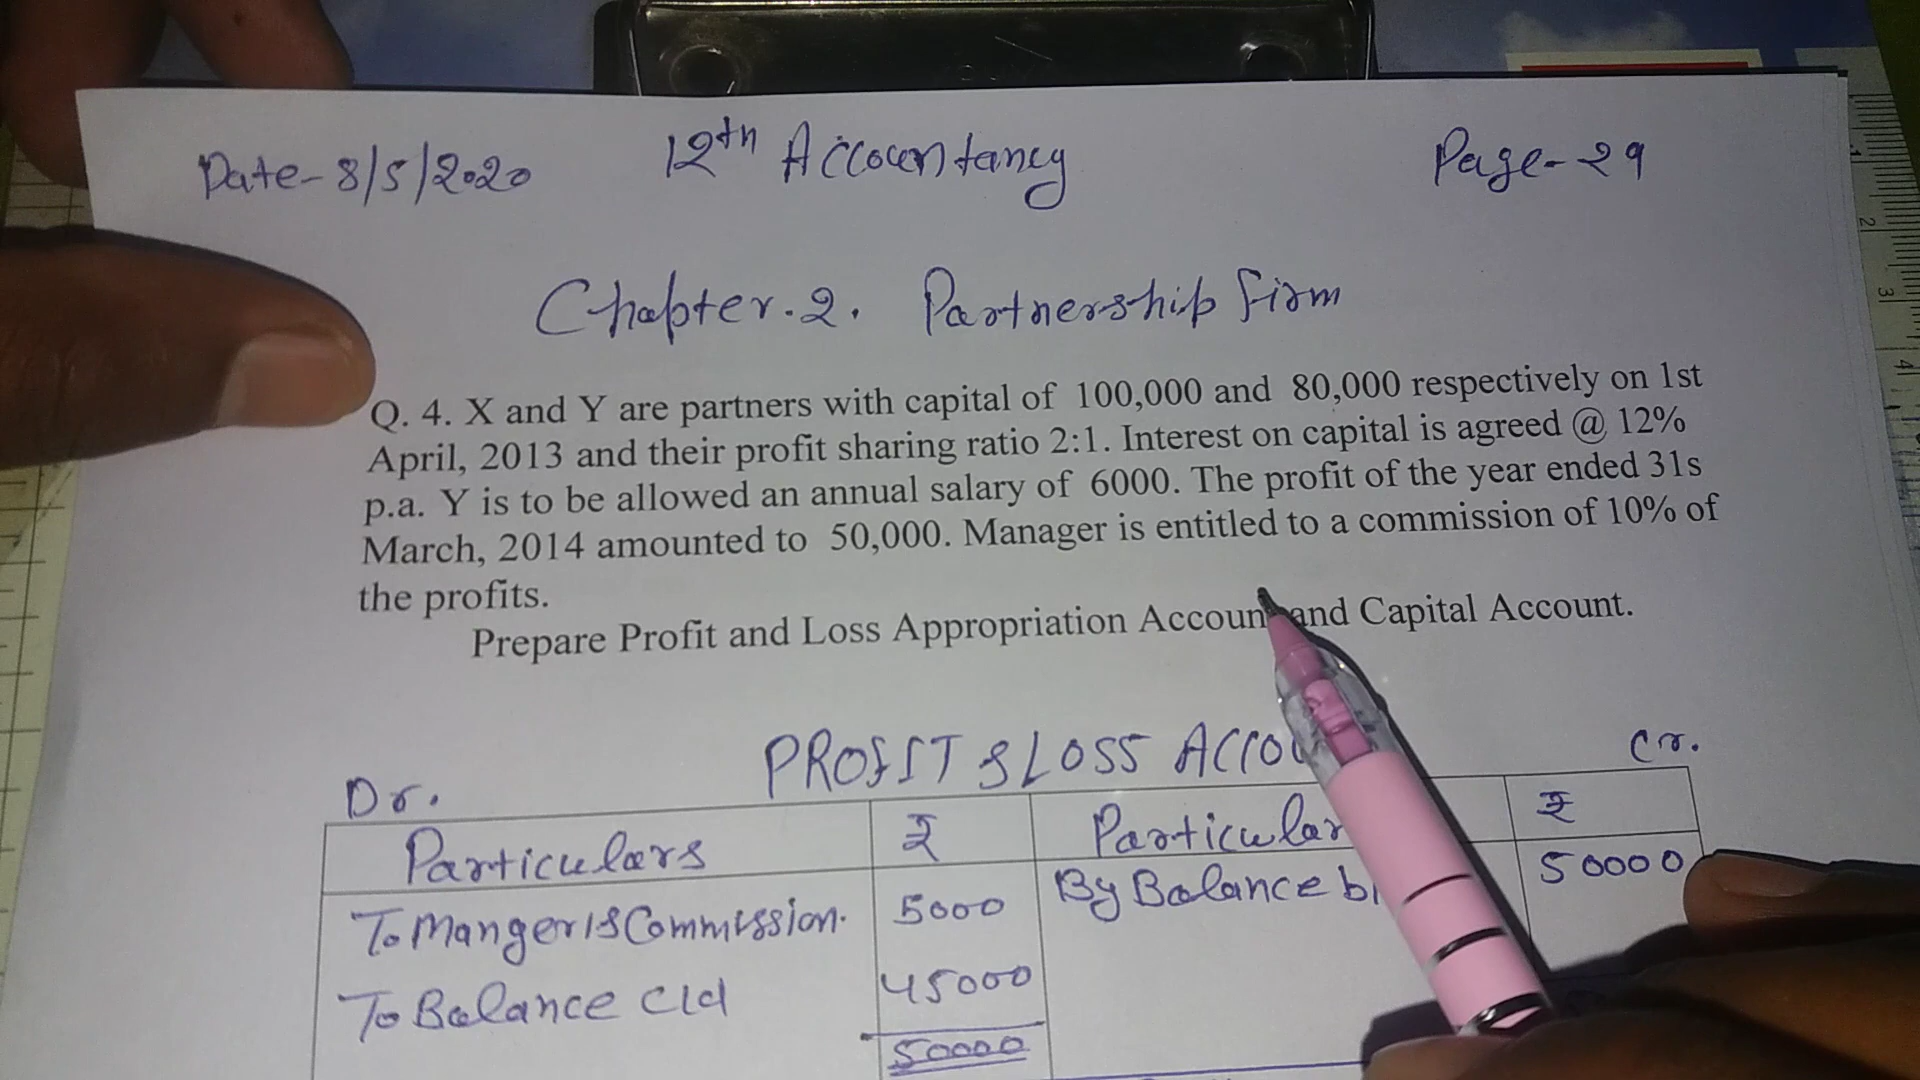 Date-8/5/2020 12th Accountancy Page-29
Chapter.2. Partnership Firm
Q. 4. X and Y are partners with capital of 100,000 and 80,000 respectively on 1st
April, 2013 and their profit sharing ratio 2:1. Interest on capital is agreed @ 12%
p.a. Y is to be allowed an annual salary of 6000. The profit of the year ended 31s
March, 2014 amounted to 50,000. Manager is entitled to a commission of 10% of
the profits.
Prepare Profit and Loss Appropriation Account and Capital Account.
PROFIT & LOSS ACCOU
Dr. Cr.
Particulars ₹ Particular ₹
To Manger's Commission. 5000 By Balance b/ 50000
To Balance c/d 45000
50000